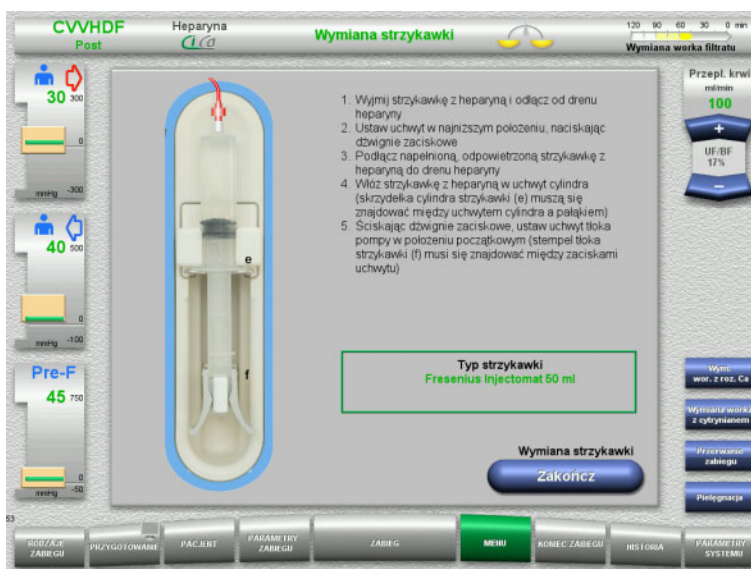 CVVHDF
Post
Heparyna
CiCa
Wymiana strzykawki
120 90 60 30 0 min
Wymiana worka filtratu
30 300
0
mmHg -300
40 500
0
mmHg -100
Pre-F
45 750
0
mmHg -50
e
f
1. Wyjmij strzykawkę z heparyną i odłącz od drenu
heparyny
2. Ustaw uchwyt w najniższym położeniu, naciskając
dźwignie zaciskowe
3. Podłącz napełnioną, odpowietrzoną strzykawkę z
heparyną do drenu heparyny
4. Włóż strzykawkę z heparyną w uchwyt cylindra
(skrzydełka cylindra strzykawki (e) muszą się
znajdować między uchwytem cylindra a pałąkiem)
5. Ściskając dźwignie zaciskowe, ustaw uchwyt tłoka
pompy w położeniu początkowym (stempel tłoka
strzykawki (f) musi się znajdować między zaciskami
uchwytu)
Typ strzykawki
Fresenius Injectomat 50 ml
Wymiana strzykawki
Zakończ
Przepł. krwi
ml/min
100
+
UF/BF
17%
–
Wymi.
wor. z roz. Ca
Wymiana worka
z cytrynianem
Przerwanie
zabiegu
Pielęgnacja
53
RODZAJE
ZABIEGU
PRZYGOTOWANIE
PACJENT
PARAMETRY
ZABIEGU
ZABIEG
MENU
KONIEC ZABIEGU
HISTORIA
PARAMETRY
SYSTEMU